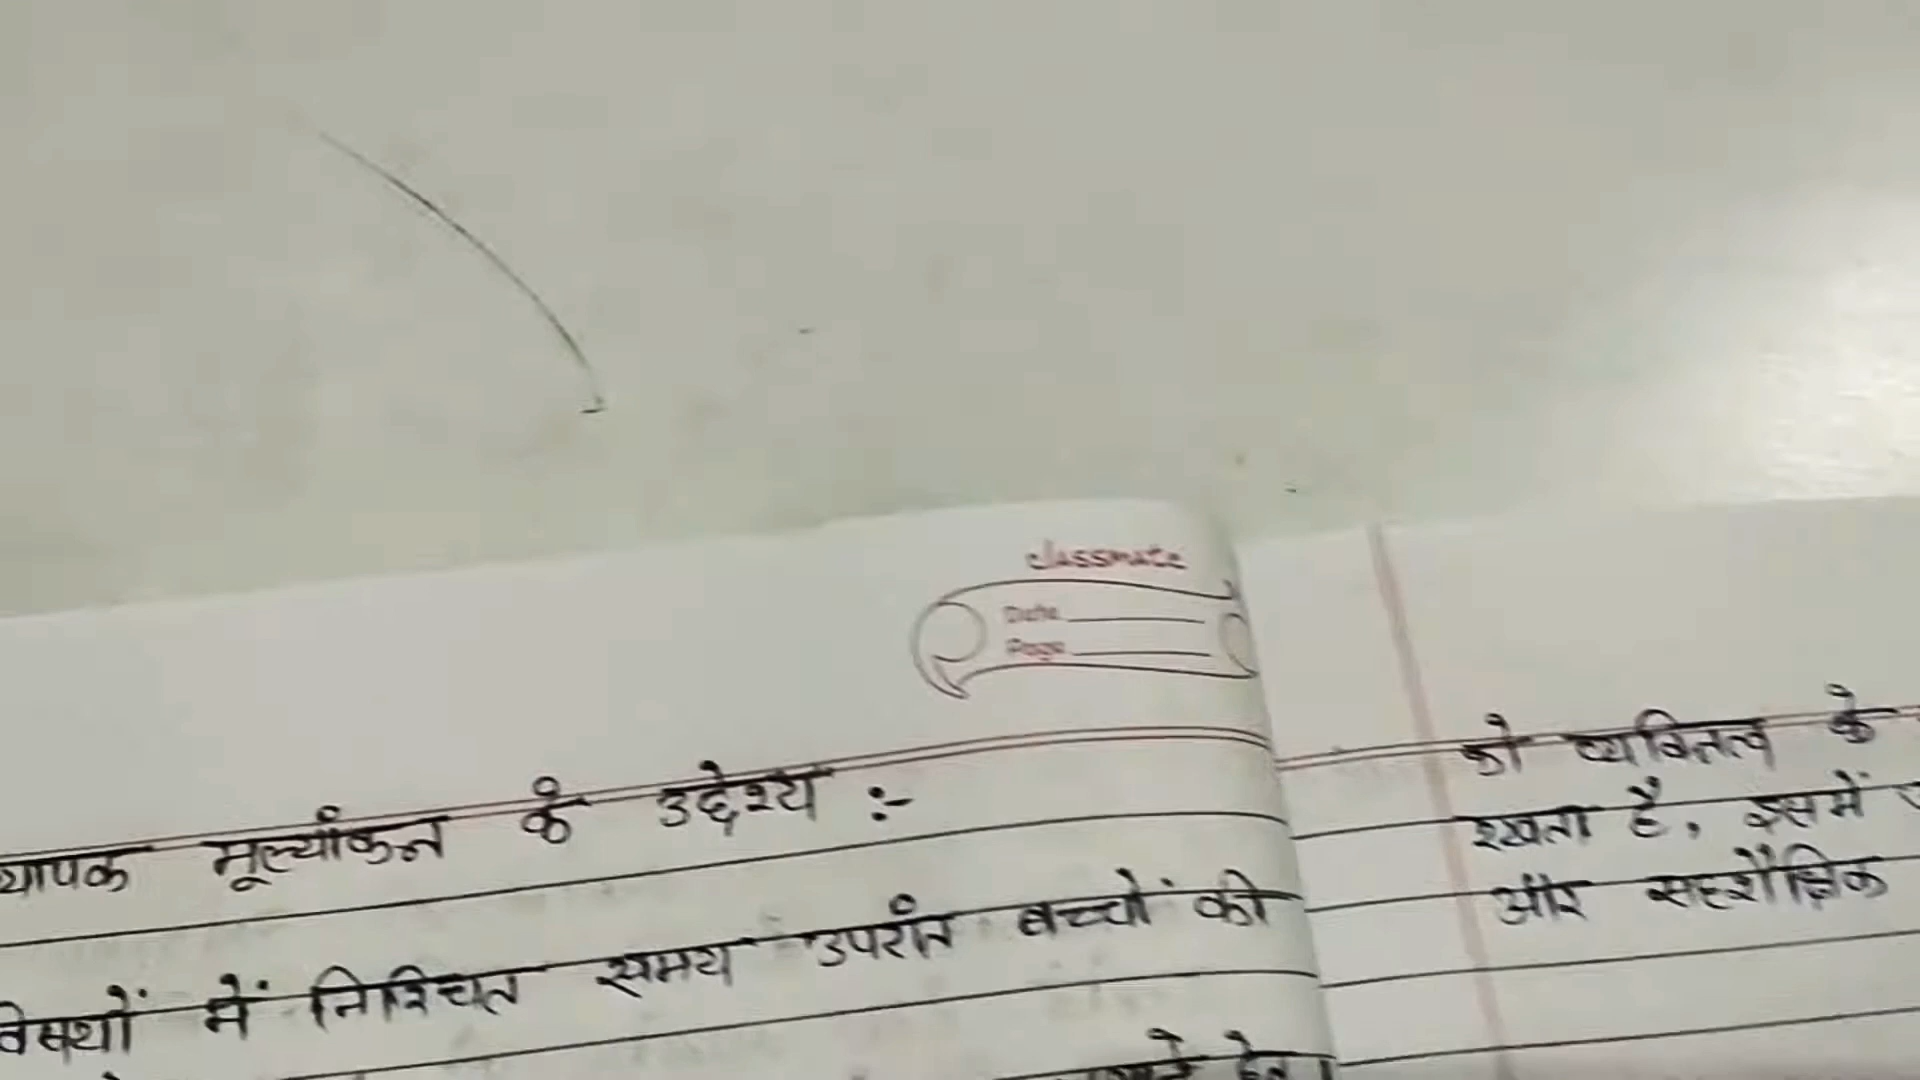 classmate
Date
Page
व्यापक मूल्यांकन के उद्देश्य :-
विषयों में निश्चित समय उपरांत बच्चों की
हेतु।
को व्यक्तित्व के
रखता है, इसमें
और सहशैक्षिक